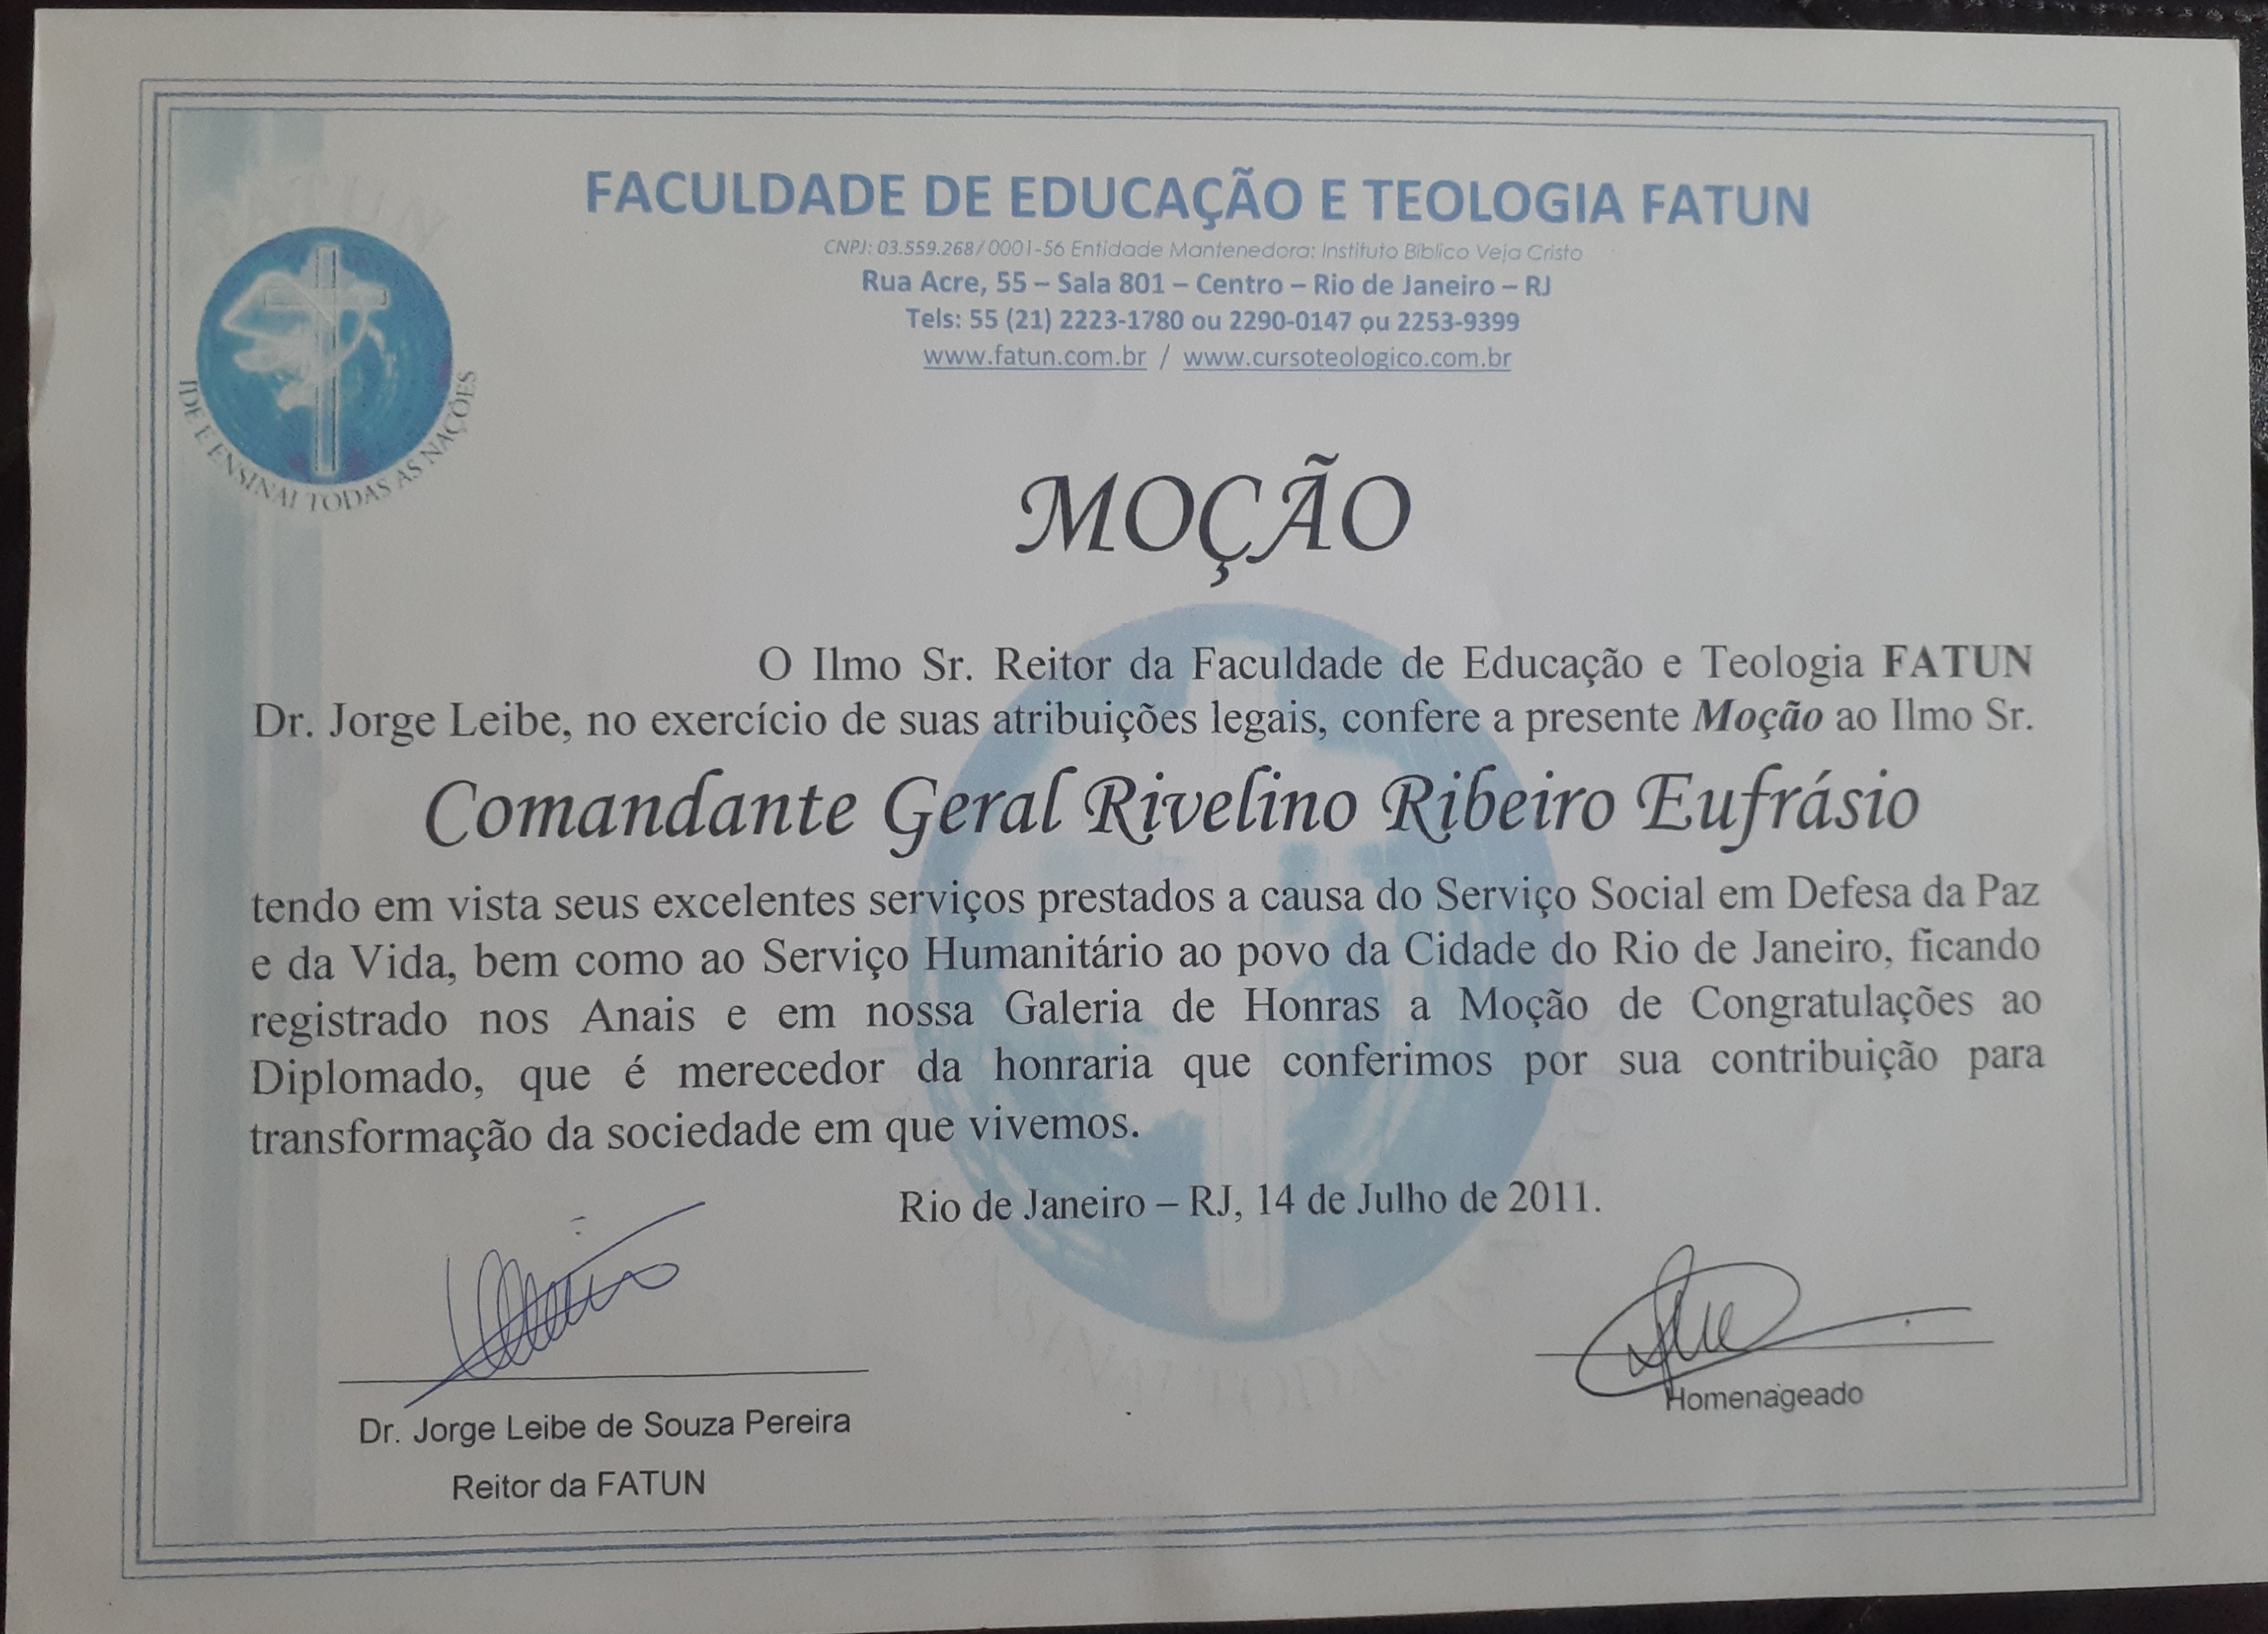 FATUN
IDE E ENSINAI TODAS AS NAÇÕES
FACULDADE DE EDUCAÇÃO E TEOLOGIA FATUN
CNPJ: 03.559.268/0001-56 Entidade Mantenedora: Instituto Bíblico Veja Cristo
Rua Acre, 55 – Sala 801 – Centro – Rio de Janeiro – RJ
Tels: 55 (21) 2223-1780 ou 2290-0147 ou 2253-9399
www.fatun.com.br / www.cursoteologico.com.br
MOÇÃO
O Ilmo Sr. Reitor da Faculdade de Educação e Teologia FATUN
Dr. Jorge Leibe, no exercício de suas atribuições legais, confere a presente Moção ao Ilmo Sr.
Comandante Geral Rivelino Ribeiro Eufrásio
tendo em vista seus excelentes serviços prestados a causa do Serviço Social em Defesa da Paz
e da Vida, bem como ao Serviço Humanitário ao povo da Cidade do Rio de Janeiro, ficando
registrado nos Anais e em nossa Galeria de Honras a Moção de Congratulações ao
Diplomado, que é merecedor da honraria que conferimos por sua contribuição para
transformação da sociedade em que vivemos.
Rio de Janeiro – RJ, 14 de Julho de 2011.
Dr. Jorge Leibe de Souza Pereira
Reitor da FATUN
Homenageado